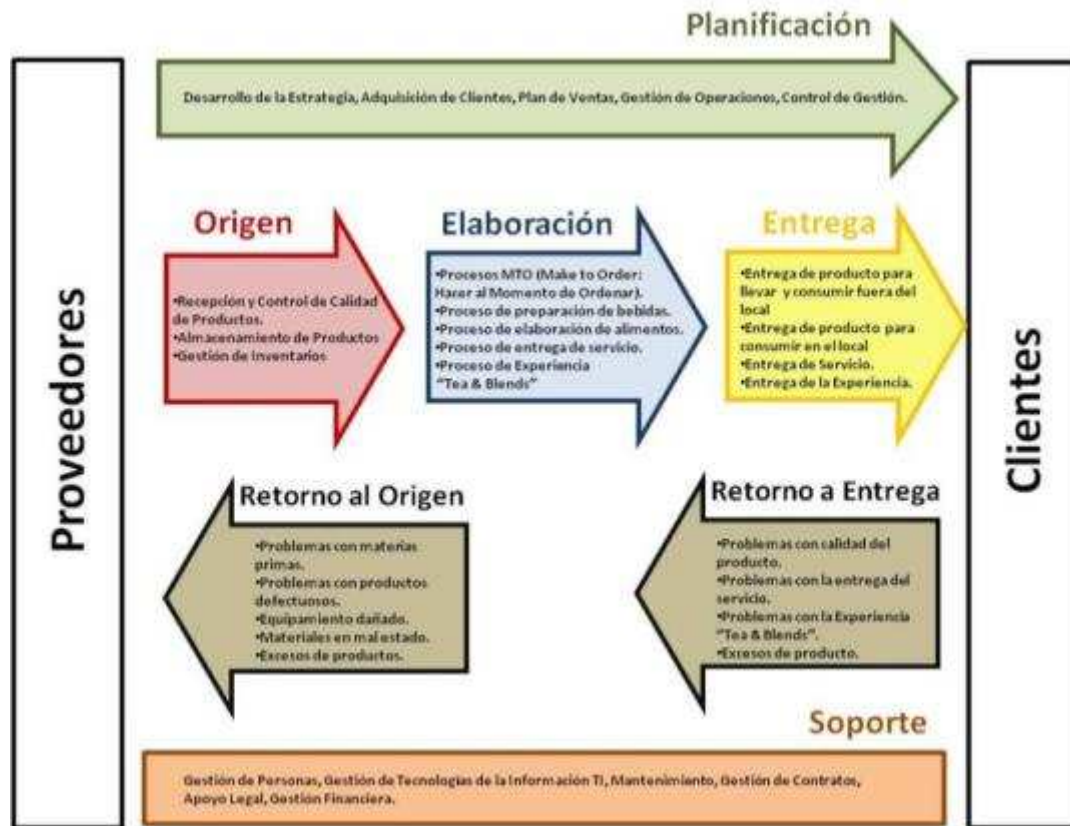 Planificación
Desarrollo de la Estrategia, Adquisición de Clientes, Plan de Ventas, Gestión de Operaciones, Control de Gestión.
Proveedores
Origen
•Recepción y Control de Calidad
de Productos.
•Almacenamiento de Productos
•Gestión de Inventarios
Elaboración
•Procesos MTO (Make to Order:
Hacer al Momento de Ordenar).
•Proceso de preparación de bebidas.
•Proceso de elaboración de alimentos.
•Proceso de entrega de servicio.
•Proceso de Experiencia
"Tea & Blends"
Entrega
•Entrega de producto para
llevar y consumir fuera del
local
•Entrega de producto para
consumir en el local
•Entrega de Servicio.
•Entrega de la Experiencia.
Clientes
Retorno al Origen
•Problemas con materias
primas.
•Problemas con productos
defectuosos.
•Equipamiento dañado.
•Materiales en mal estado.
•Excesos de productos.
Retorno a Entrega
•Problemas con calidad del
producto.
•Problemas con la entrega del
servicio.
•Problemas con la Experiencia
"Tea & Blends".
•Excesos de producto.
Soporte
Gestión de Personas, Gestión de Tecnologías de la Información TI, Mantenimiento, Gestión de Contratos,
Apoyo Legal, Gestión Financiera.